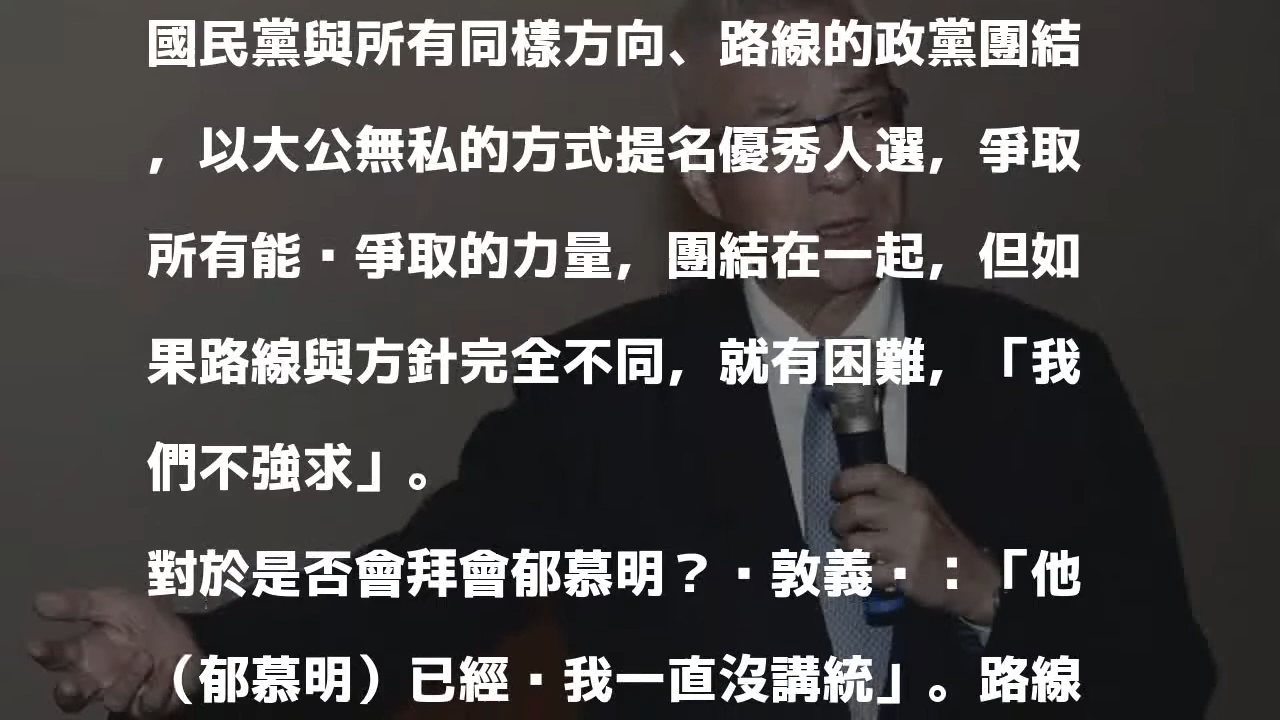 國民黨與所有同樣方向、路線的政黨團結
，以大公無私的方式提名優秀人選，爭取
所有能▪爭取的力量，團結在一起，但如
果路線與方針完全不同，就有困難，「我
們不強求」。
對於是否會拜會郁慕明？▪敦義▪：「他
（郁慕明）已經▪我一直沒講統」。路線